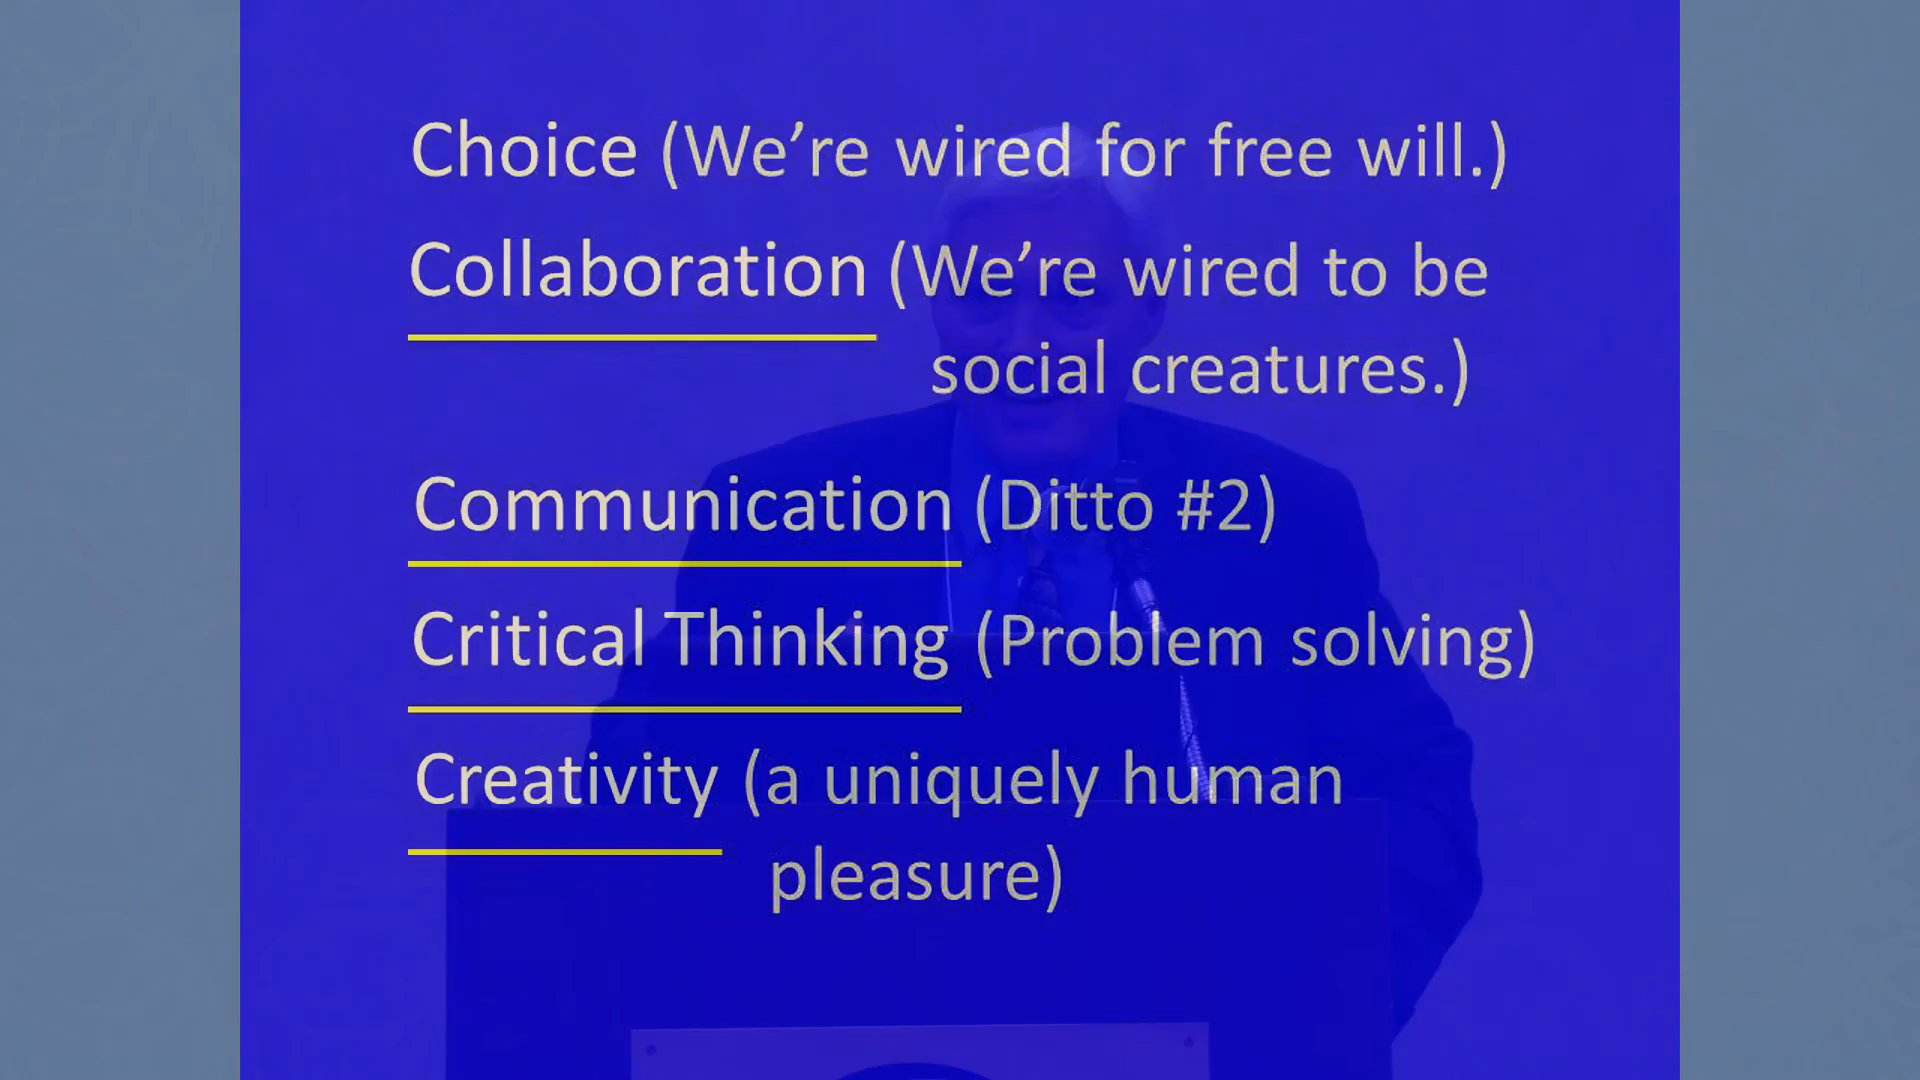 Choice (We’re wired for free will.)
Collaboration (We’re wired to be
social creatures.)
Communication (Ditto #2)
Critical Thinking (Problem solving)
Creativity (a uniquely human
pleasure)